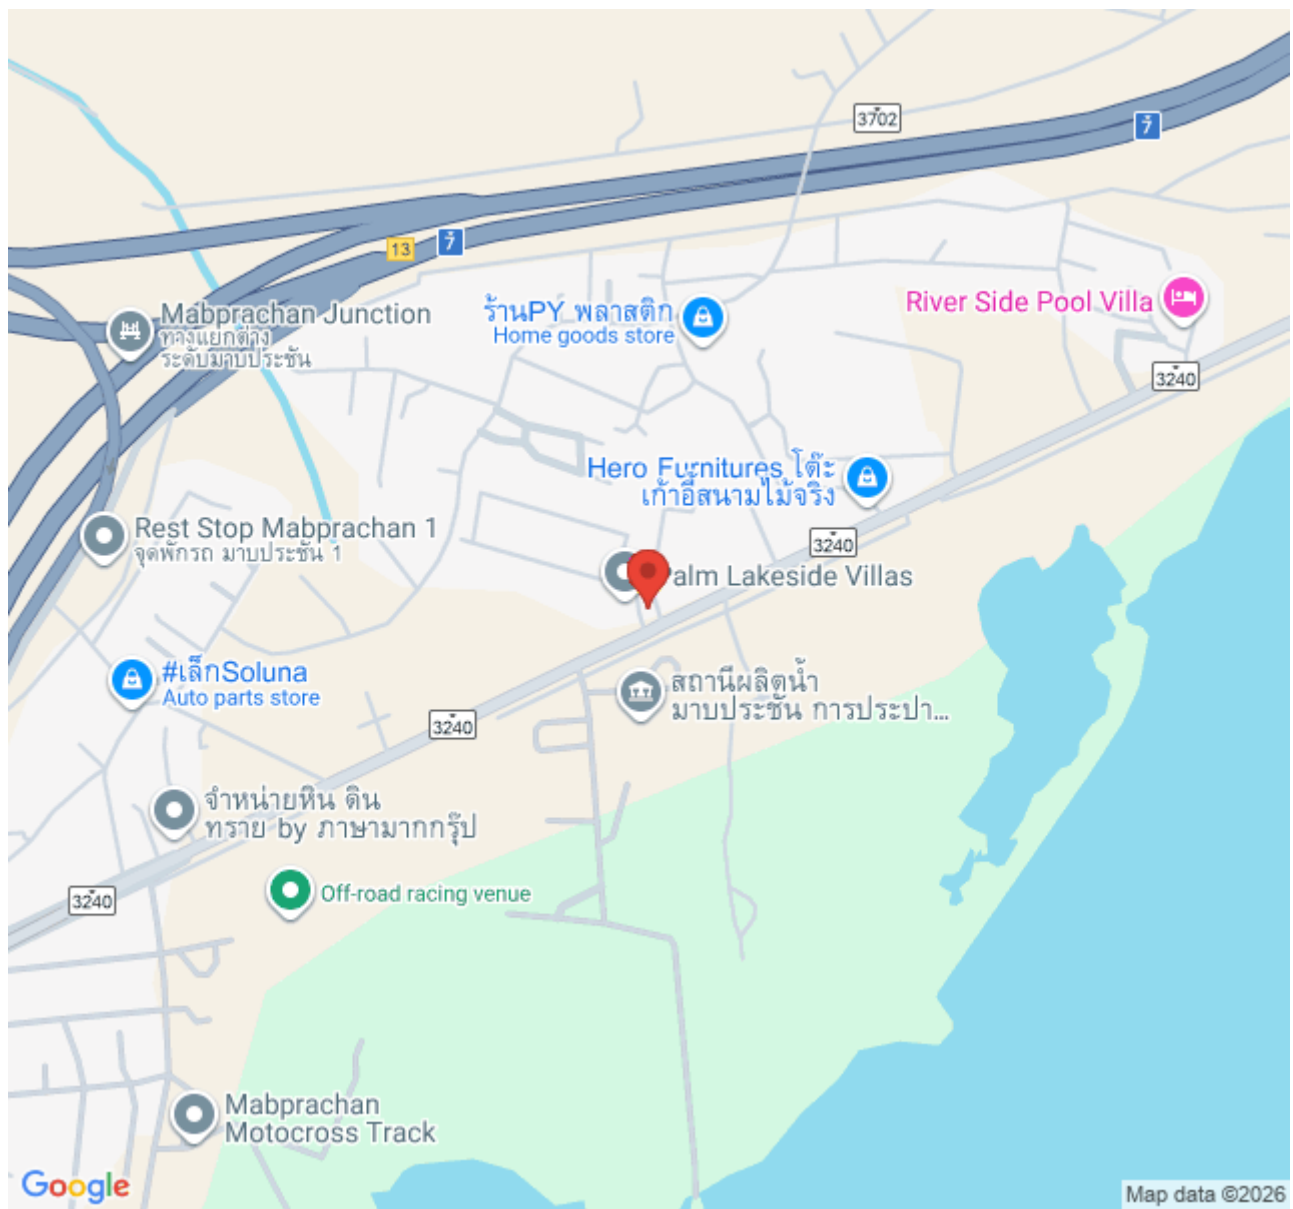 3702
7
13
7
Mabprachan Junction
ทางแยกต่าง
ระดับมาบประชัน
ร้านPY พลาสติก
Home goods store
River Side Pool Villa
3240
Hero Furnitures โต๊ะ
เก้าอี้สนามไม้จริง
Rest Stop Mabprachan 1
จุดพักรถ มาบประชัน 1
3240
Palm Lakeside Villas
#เล็กSoluna
Auto parts store
สถานีผลิตน้ำ
มาบประชัน การประปา...
3240
จำหน่ายหิน ดิน
ทราย by ภาษามากกรุ๊ป
Off-road racing venue
3240
Mabprachan
Motocross Track
Google
Map data ©2026